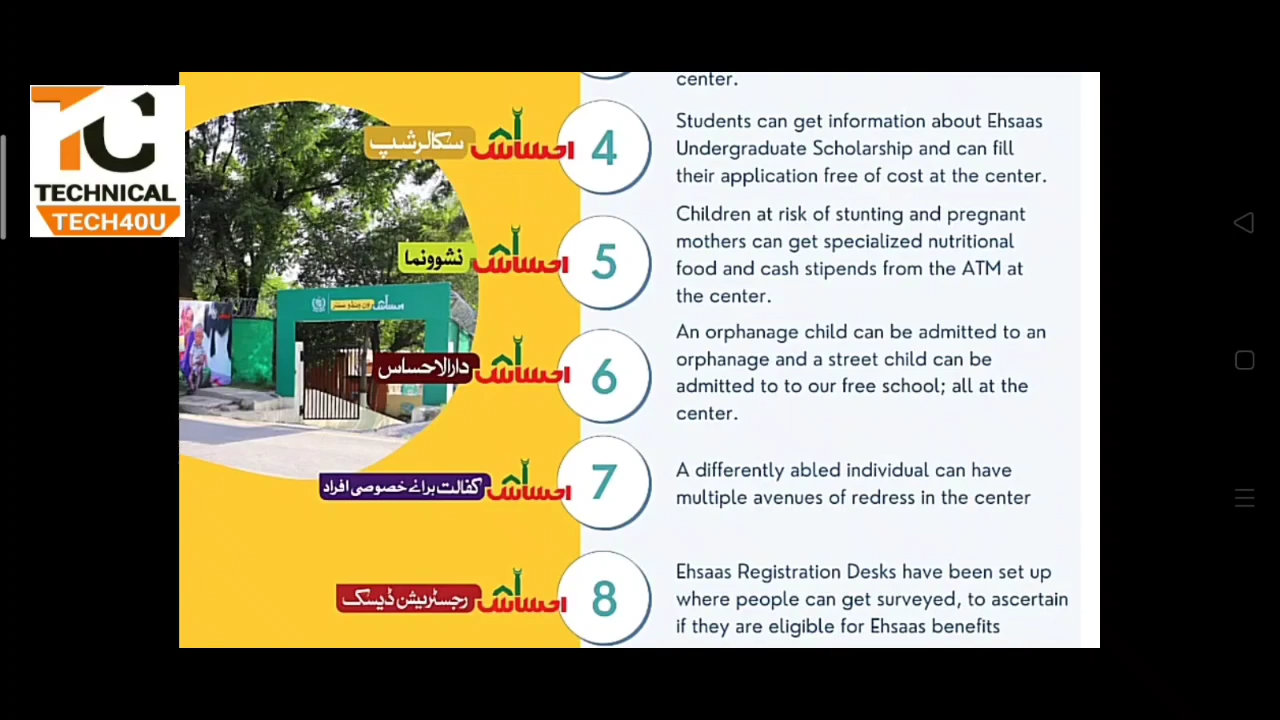 TC
TECHNICAL
TECH40U
center.
احساس سکالرشپ
4
Students can get information about Ehsaas
Undergraduate Scholarship and can fill
their application free of cost at the center.
احساس نشوونما
5
Children at risk of stunting and pregnant
mothers can get specialized nutritional
food and cash stipends from the ATM at
the center.
احساس ون ونڈو سنٹر
احساس دارالاحساس
6
An orphanage child can be admitted to an
orphanage and a street child can be
admitted to to our free school; all at the
center.
احساس کفالت برائے خصوصی افراد
7
A differently abled individual can have
multiple avenues of redress in the center
احساس رجسٹریشن ڈیسک
8
Ehsaas Registration Desks have been set up
where people can get surveyed, to ascertain
if they are eligible for Ehsaas benefits